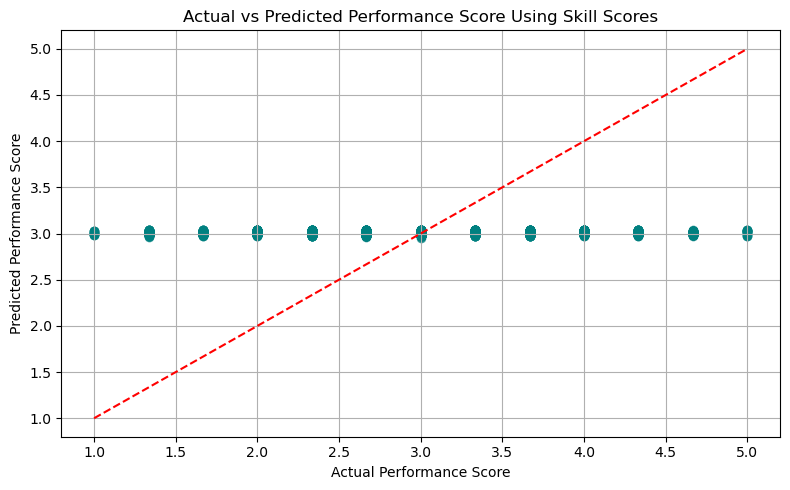 Actual vs Predicted Performance Score Using Skill Scores
Predicted Performance Score
5.0
4.5
4.0
3.5
3.0
2.5
2.0
1.5
1.0
1.0 1.5 2.0 2.5 3.0 3.5 4.0 4.5 5.0
Actual Performance Score